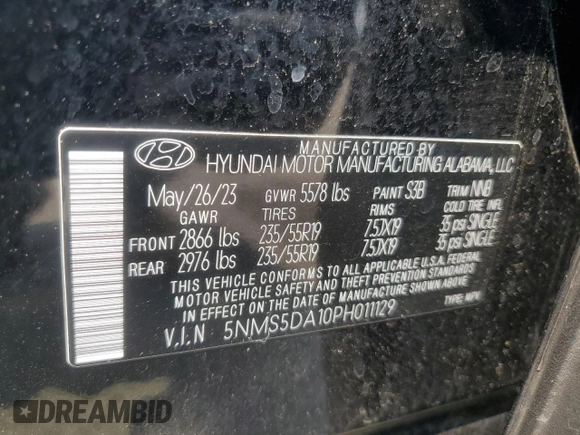 MANUFACTURED BY
HYUNDAI MOTOR MANUFACTURING ALABAMA, LLC
May/26/23 GVWR 5578 lbs PAINT S3B TRIM NNB
GAWR TIRES RIMS COLD TIRE INFL
FRONT 2866 lbs 235/55R19 7.5JX19 35 psi SINGLE
REAR 2976 lbs 235/55R19 7.5JX19 35 psi SINGLE
THIS VEHICLE CONFORMS TO ALL APPLICABLE U.S.A. FEDERAL
MOTOR VEHICLE SAFETY AND THEFT PREVENTION STANDARDS
IN EFFECT ON THE DATE OF MANUFACTURE SHOWN ABOVE
V.I.N 5NMS5DA10PH011129 TYPE: MPV
DREAMBID